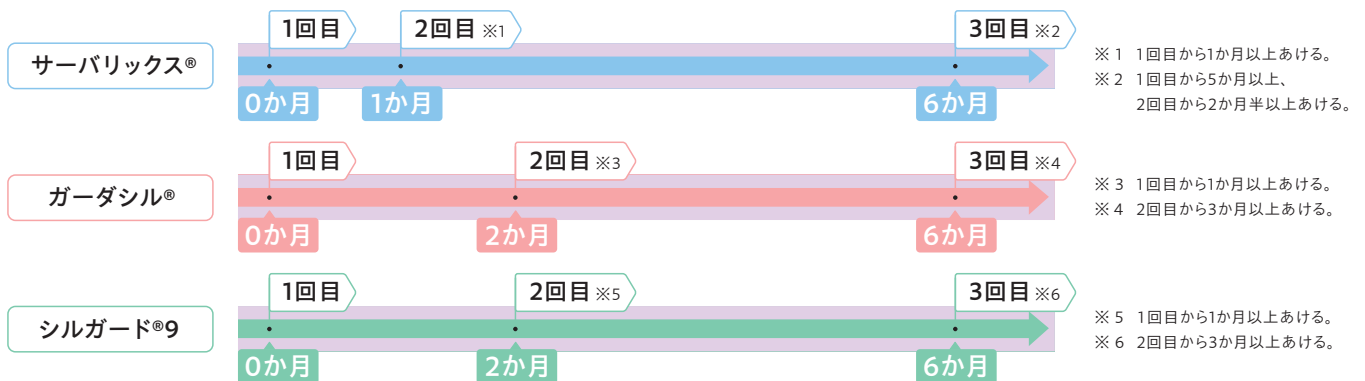 1回目
2回目 ※1
3回目 ※2
サーバリックス®
0か月
1か月
6か月
※1 1回目から1か月以上あける。
※2 1回目から5か月以上、
2回目から2か月半以上あける。
1回目
2回目 ※3
3回目 ※4
ガーダシル®
0か月
2か月
6か月
※3 1回目から1か月以上あける。
※4 2回目から3か月以上あける。
1回目
2回目 ※5
3回目 ※6
シルガード®9
0か月
2か月
6か月
※5 1回目から1か月以上あける。
※6 2回目から3か月以上あける。